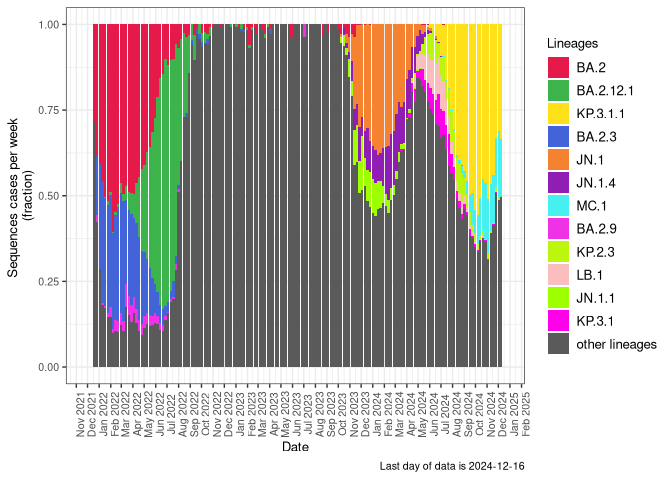 1.00
0.75
0.50
0.25
0.00
Sequences cases per week
(fraction)
Nov 2021
Dec 2021
Jan 2022
Feb 2022
Mar 2022
Apr 2022
May 2022
Jun 2022
Jul 2022
Aug 2022
Sep 2022
Oct 2022
Nov 2022
Dec 2022
Jan 2023
Feb 2023
Mar 2023
Apr 2023
May 2023
Jun 2023
Jul 2023
Aug 2023
Sep 2023
Oct 2023
Nov 2023
Dec 2023
Jan 2024
Feb 2024
Mar 2024
Apr 2024
May 2024
Jun 2024
Jul 2024
Aug 2024
Sep 2024
Oct 2024
Nov 2024
Dec 2024
Jan 2025
Feb 2025
Date
Lineages
BA.2
BA.2.12.1
KP.3.1.1
BA.2.3
JN.1
JN.1.4
MC.1
BA.2.9
KP.2.3
LB.1
JN.1.1
KP.3.1
other lineages
Last day of data is 2024-12-16